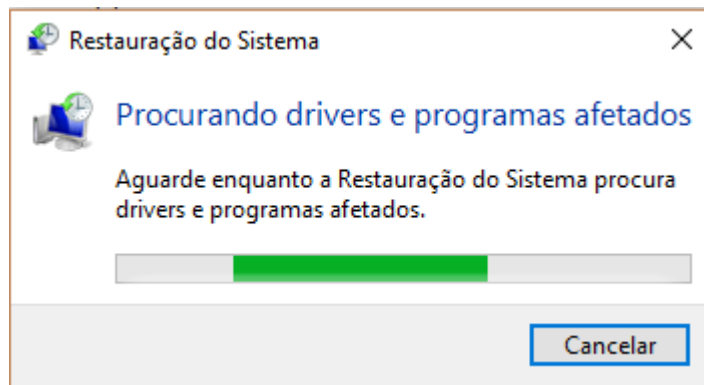 Restauração do Sistema
Procurando drivers e programas afetados
Aguarde enquanto a Restauração do Sistema procura
drivers e programas afetados.
Cancelar